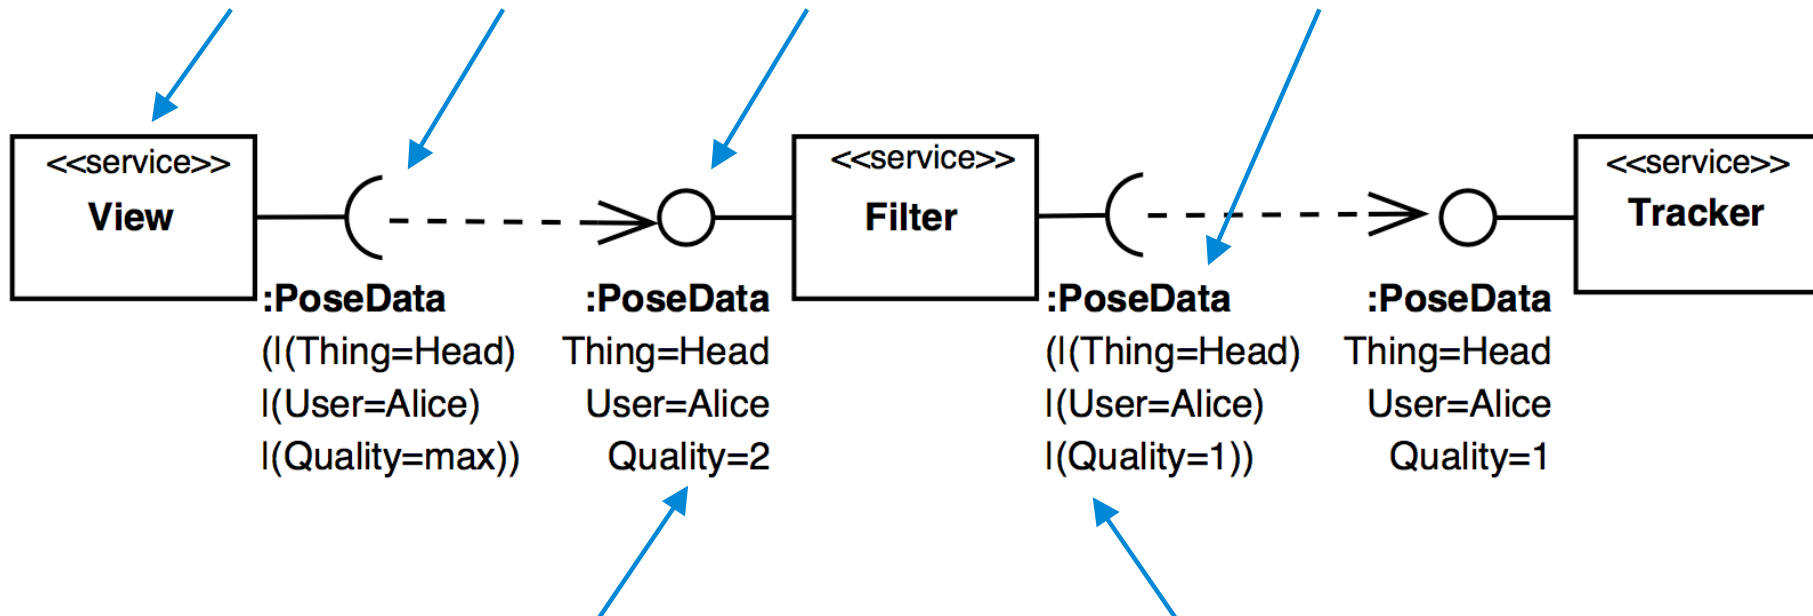 <<service>>
View
:PoseData
(|(Thing=Head)
|(User=Alice)
|(Quality=max))
:PoseData
Thing=Head
User=Alice
Quality=2
<<service>>
Filter
:PoseData
(|(Thing=Head)
|(User=Alice)
|(Quality=1))
:PoseData
Thing=Head
User=Alice
Quality=1
<<service>>
Tracker